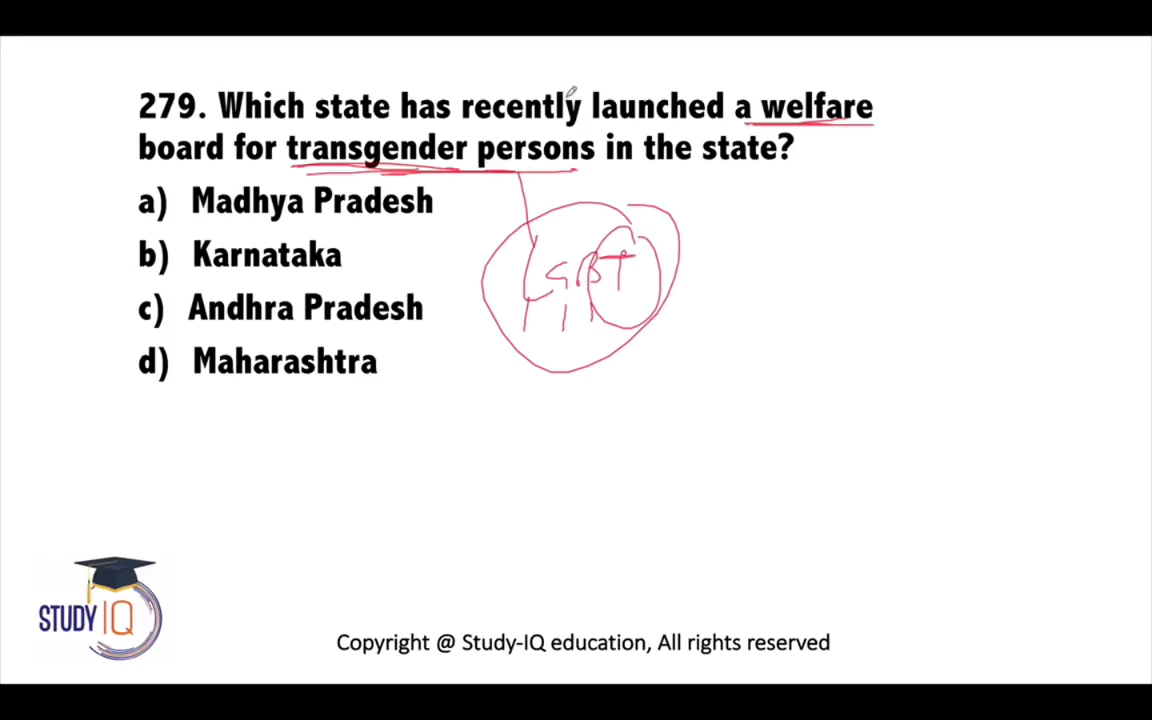 279. Which state has recently launched a welfare
board for transgender persons in the state?
a) Madhya Pradesh
b) Karnataka
LGBT
c) Andhra Pradesh
d) Maharashtra
STUDY IQ
Copyright @ Study-IQ education, All rights reserved